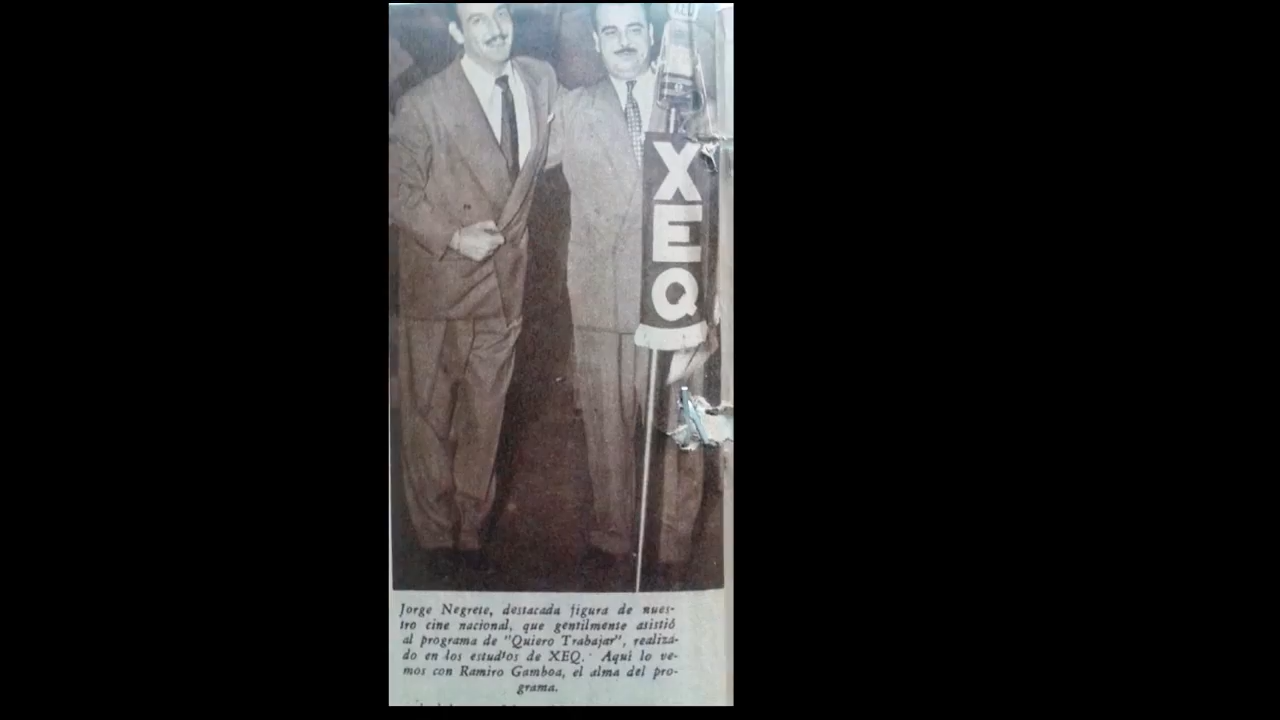 XEQ
X
E
Q
Jorge Negrete, destacada figura de nues-
tro cine nacional, que gentilmente asistió
al programa de "Quiero Trabajar", realiza-
do en los estudios de XEQ. Aquí lo ve-
mos con Ramiro Gamboa, el alma del pro-
grama.